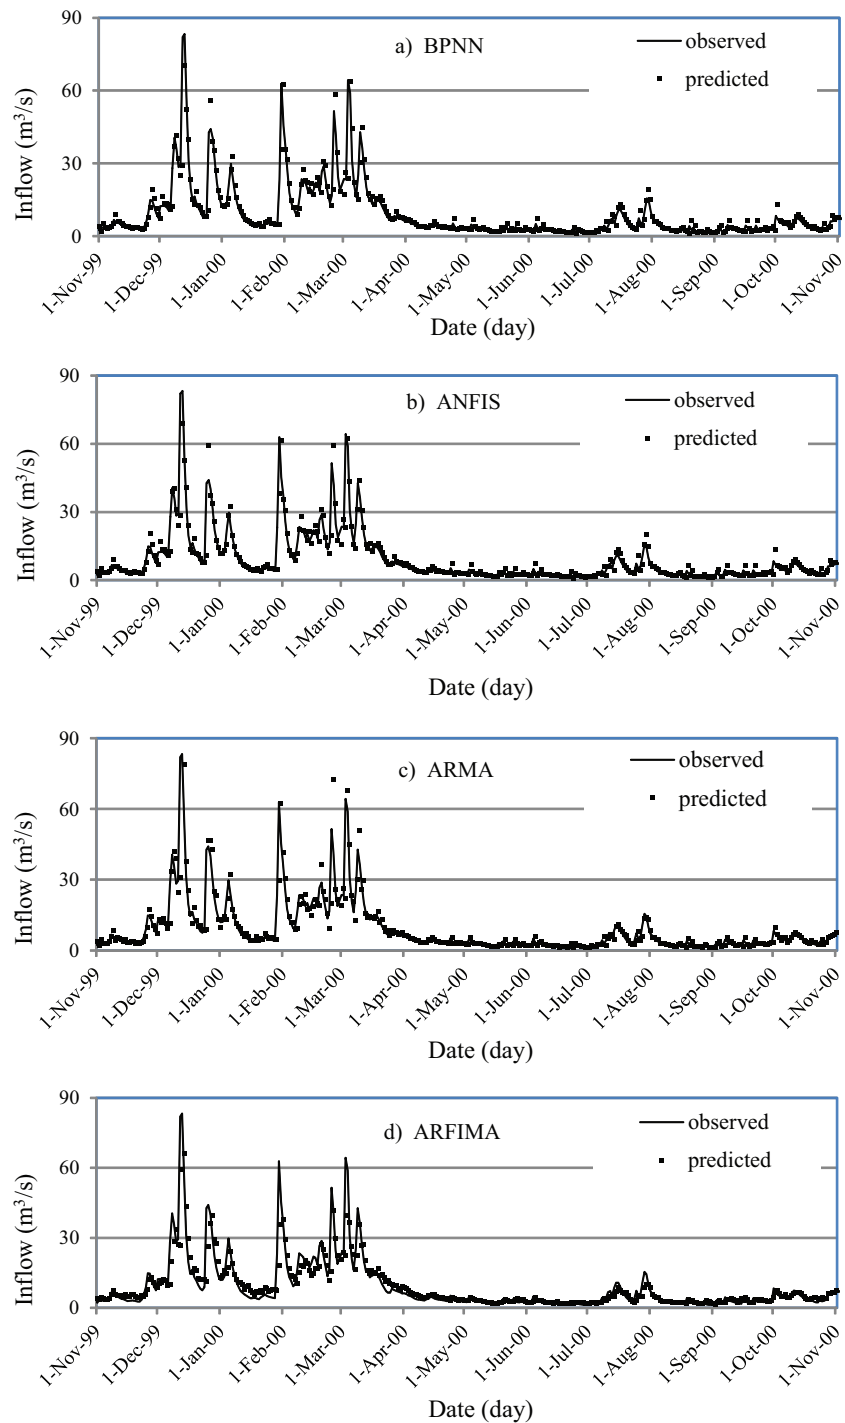 90
60
30
0
Inflow (m³/s)
a) BPNN
observed
predicted
1-Nov-99
1-Dec-99
1-Jan-00
1-Feb-00
1-Mar-00
1-Apr-00
1-May-00
1-Jun-00
1-Jul-00
1-Aug-00
1-Sep-00
1-Oct-00
1-Nov-00
Date (day)
90
60
30
0
Inflow (m³/s)
b) ANFIS
observed
predicted
1-Nov-99
1-Dec-99
1-Jan-00
1-Feb-00
1-Mar-00
1-Apr-00
1-May-00
1-Jun-00
1-Jul-00
1-Aug-00
1-Sep-00
1-Oct-00
1-Nov-00
Date (day)
90
60
30
0
Inflow (m³/s)
c) ARMA
observed
predicted
1-Nov-99
1-Dec-99
1-Jan-00
1-Feb-00
1-Mar-00
1-Apr-00
1-May-00
1-Jun-00
1-Jul-00
1-Aug-00
1-Sep-00
1-Oct-00
1-Nov-00
Date (day)
90
60
30
0
Inflow (m³/s)
d) ARFIMA
observed
predicted
1-Nov-99
1-Dec-99
1-Jan-00
1-Feb-00
1-Mar-00
1-Apr-00
1-May-00
1-Jun-00
1-Jul-00
1-Aug-00
1-Sep-00
1-Oct-00
1-Nov-00
Date (day)